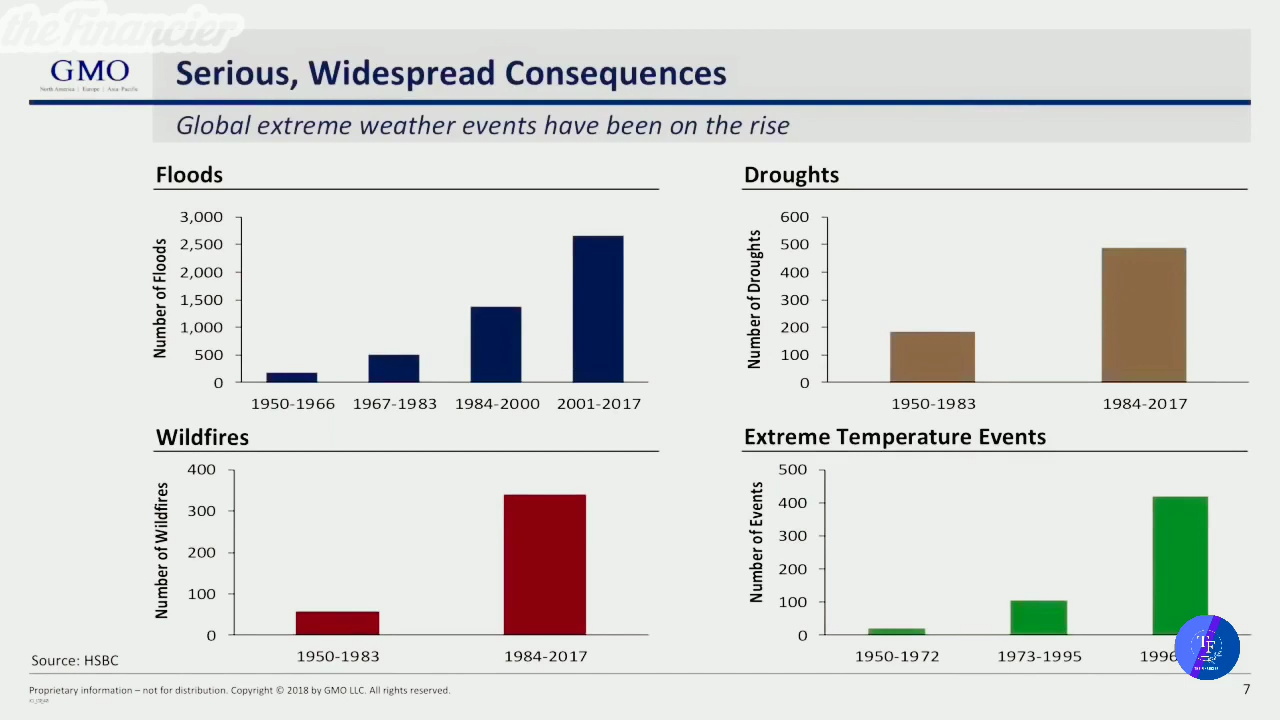 theFinancier
GMO
North America | Europe | Asia-Pacific
Serious, Widespread Consequences
Global extreme weather events have been on the rise
Floods
Number of Floods
3,000
2,500
2,000
1,500
1,000
500
0
1950-1966 1967-1983 1984-2000 2001-2017
Droughts
Number of Droughts
600
500
400
300
200
100
0
1950-1983 1984-2017
Wildfires
Number of Wildfires
400
300
200
100
0
1950-1983 1984-2017
Extreme Temperature Events
Number of Events
500
400
300
200
100
0
1950-1972 1973-1995 1996
TF
Source: HSBC
Proprietary information – not for distribution. Copyright © 2018 by GMO LLC. All rights reserved.
7